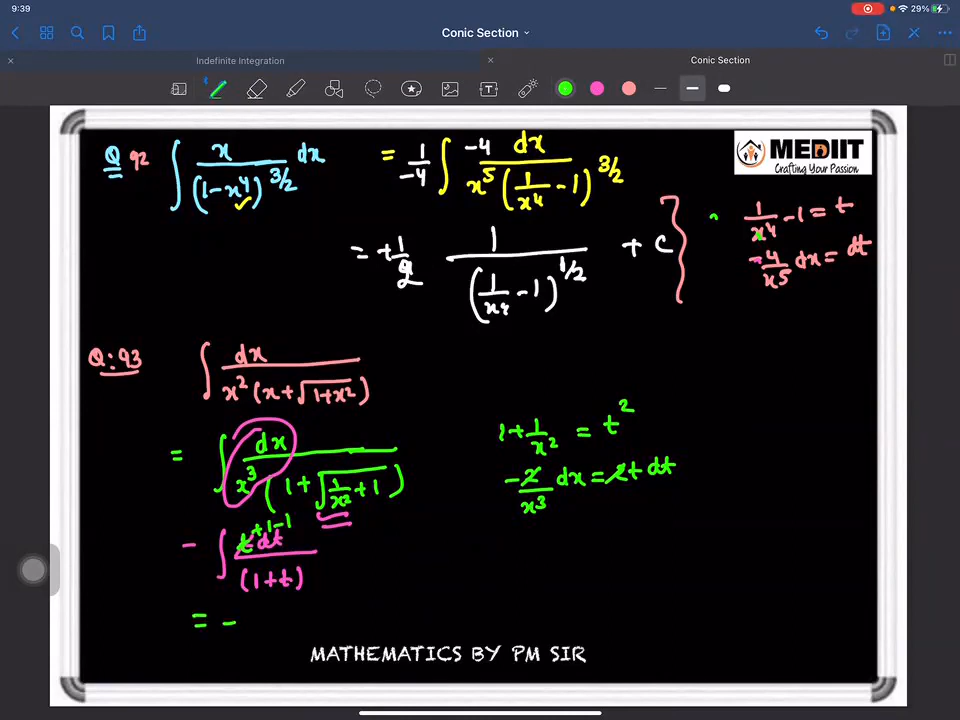 9:39
29%
Conic Section
Indefinite Integration
Conic Section
MEDIIT
Crafting Your Passion
Q 92 ∫ x/(1-x⁴)^3/2 dx = 1/-4 ∫ -4 dx/x⁵(1/x⁴ -1)^3/2
1/x⁴ -1 = t
-4/x⁵ dx = dt
= +1/2 1/(1/x⁴ -1)^1/2 + c
Q:93 ∫ dx/x²(x+√1+x²)
= ∫ dx/x³(1+√1/x²+1)
1+1/x² = t²
-2/x³ dx = 2t dt
- ∫ t+1-1 dt/(1+t)
= -
MATHEMATICS BY PM SIR